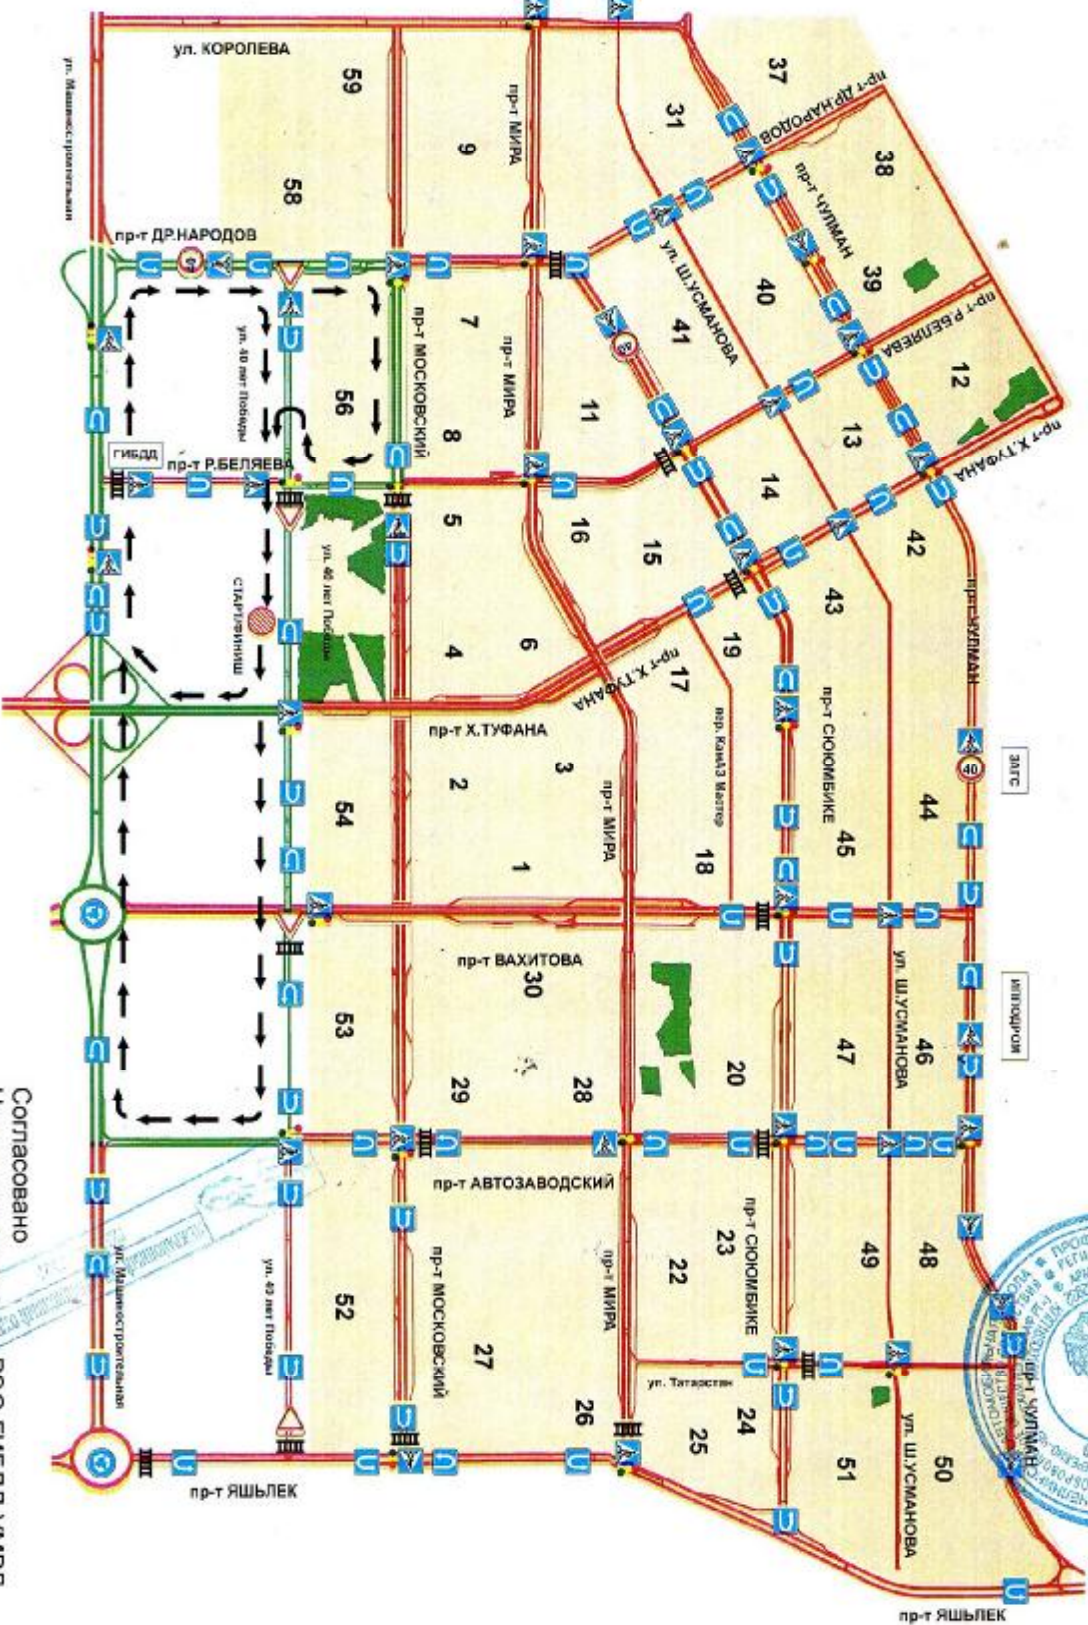 ул. КОРОЛЕВА
37
пр-т ДР.НАРОДОВ
59
9
пр-т МИРА
31
38
ул. Машиностроительная
58
пр-т ЧУЛМАН
пр-т ДР.НАРОДОВ
ул. Ш.УСМАНОВА
40
39
пр-т Р.БЕЛЯЕВА
41
7
пр-т МОСКОВСКИЙ
пр-т МИРА
ул. 40 лет Победы
56
11
12
8
13
пр-т Х.ТУФАНА
ГИБДД
пр-т Р.БЕЛЯЕВА
14
5
16
15
42
ул. 40 лет Победы
СТАРТ/ФИНИШ
43
пр-т ЧУЛМАН
4
6
19
17
пр-т Х.ТУФАНА
пр-т Х.ТУФАНА
пер. КамАЗ Мастер
пр-т СЮЮМБИКЕ
40
ЗАГС
2
3
54
пр-т МИРА
44
45
1
18
пр-т ВАХИТОВА
30
ул. Ш.УСМАНОВА
ИППОДРОМ
53
47
46
20
29
28
Согласовано
пр-т АВТОЗАВОДСКИЙ
23
пр-т СЮЮМБИКЕ
49
48
22
ул. Машиностроительная
ул. 40 лет Победы
52
пр-т МОСКОВСКИЙ
пр-т МИРА
27
ул. Татарстан
пр-т ЧУЛМАН
26
24
25
ул. Ш.УСМАНОВА
51
50
пр-т ЯШЬЛЕК
пр-т ЯШЬЛЕК